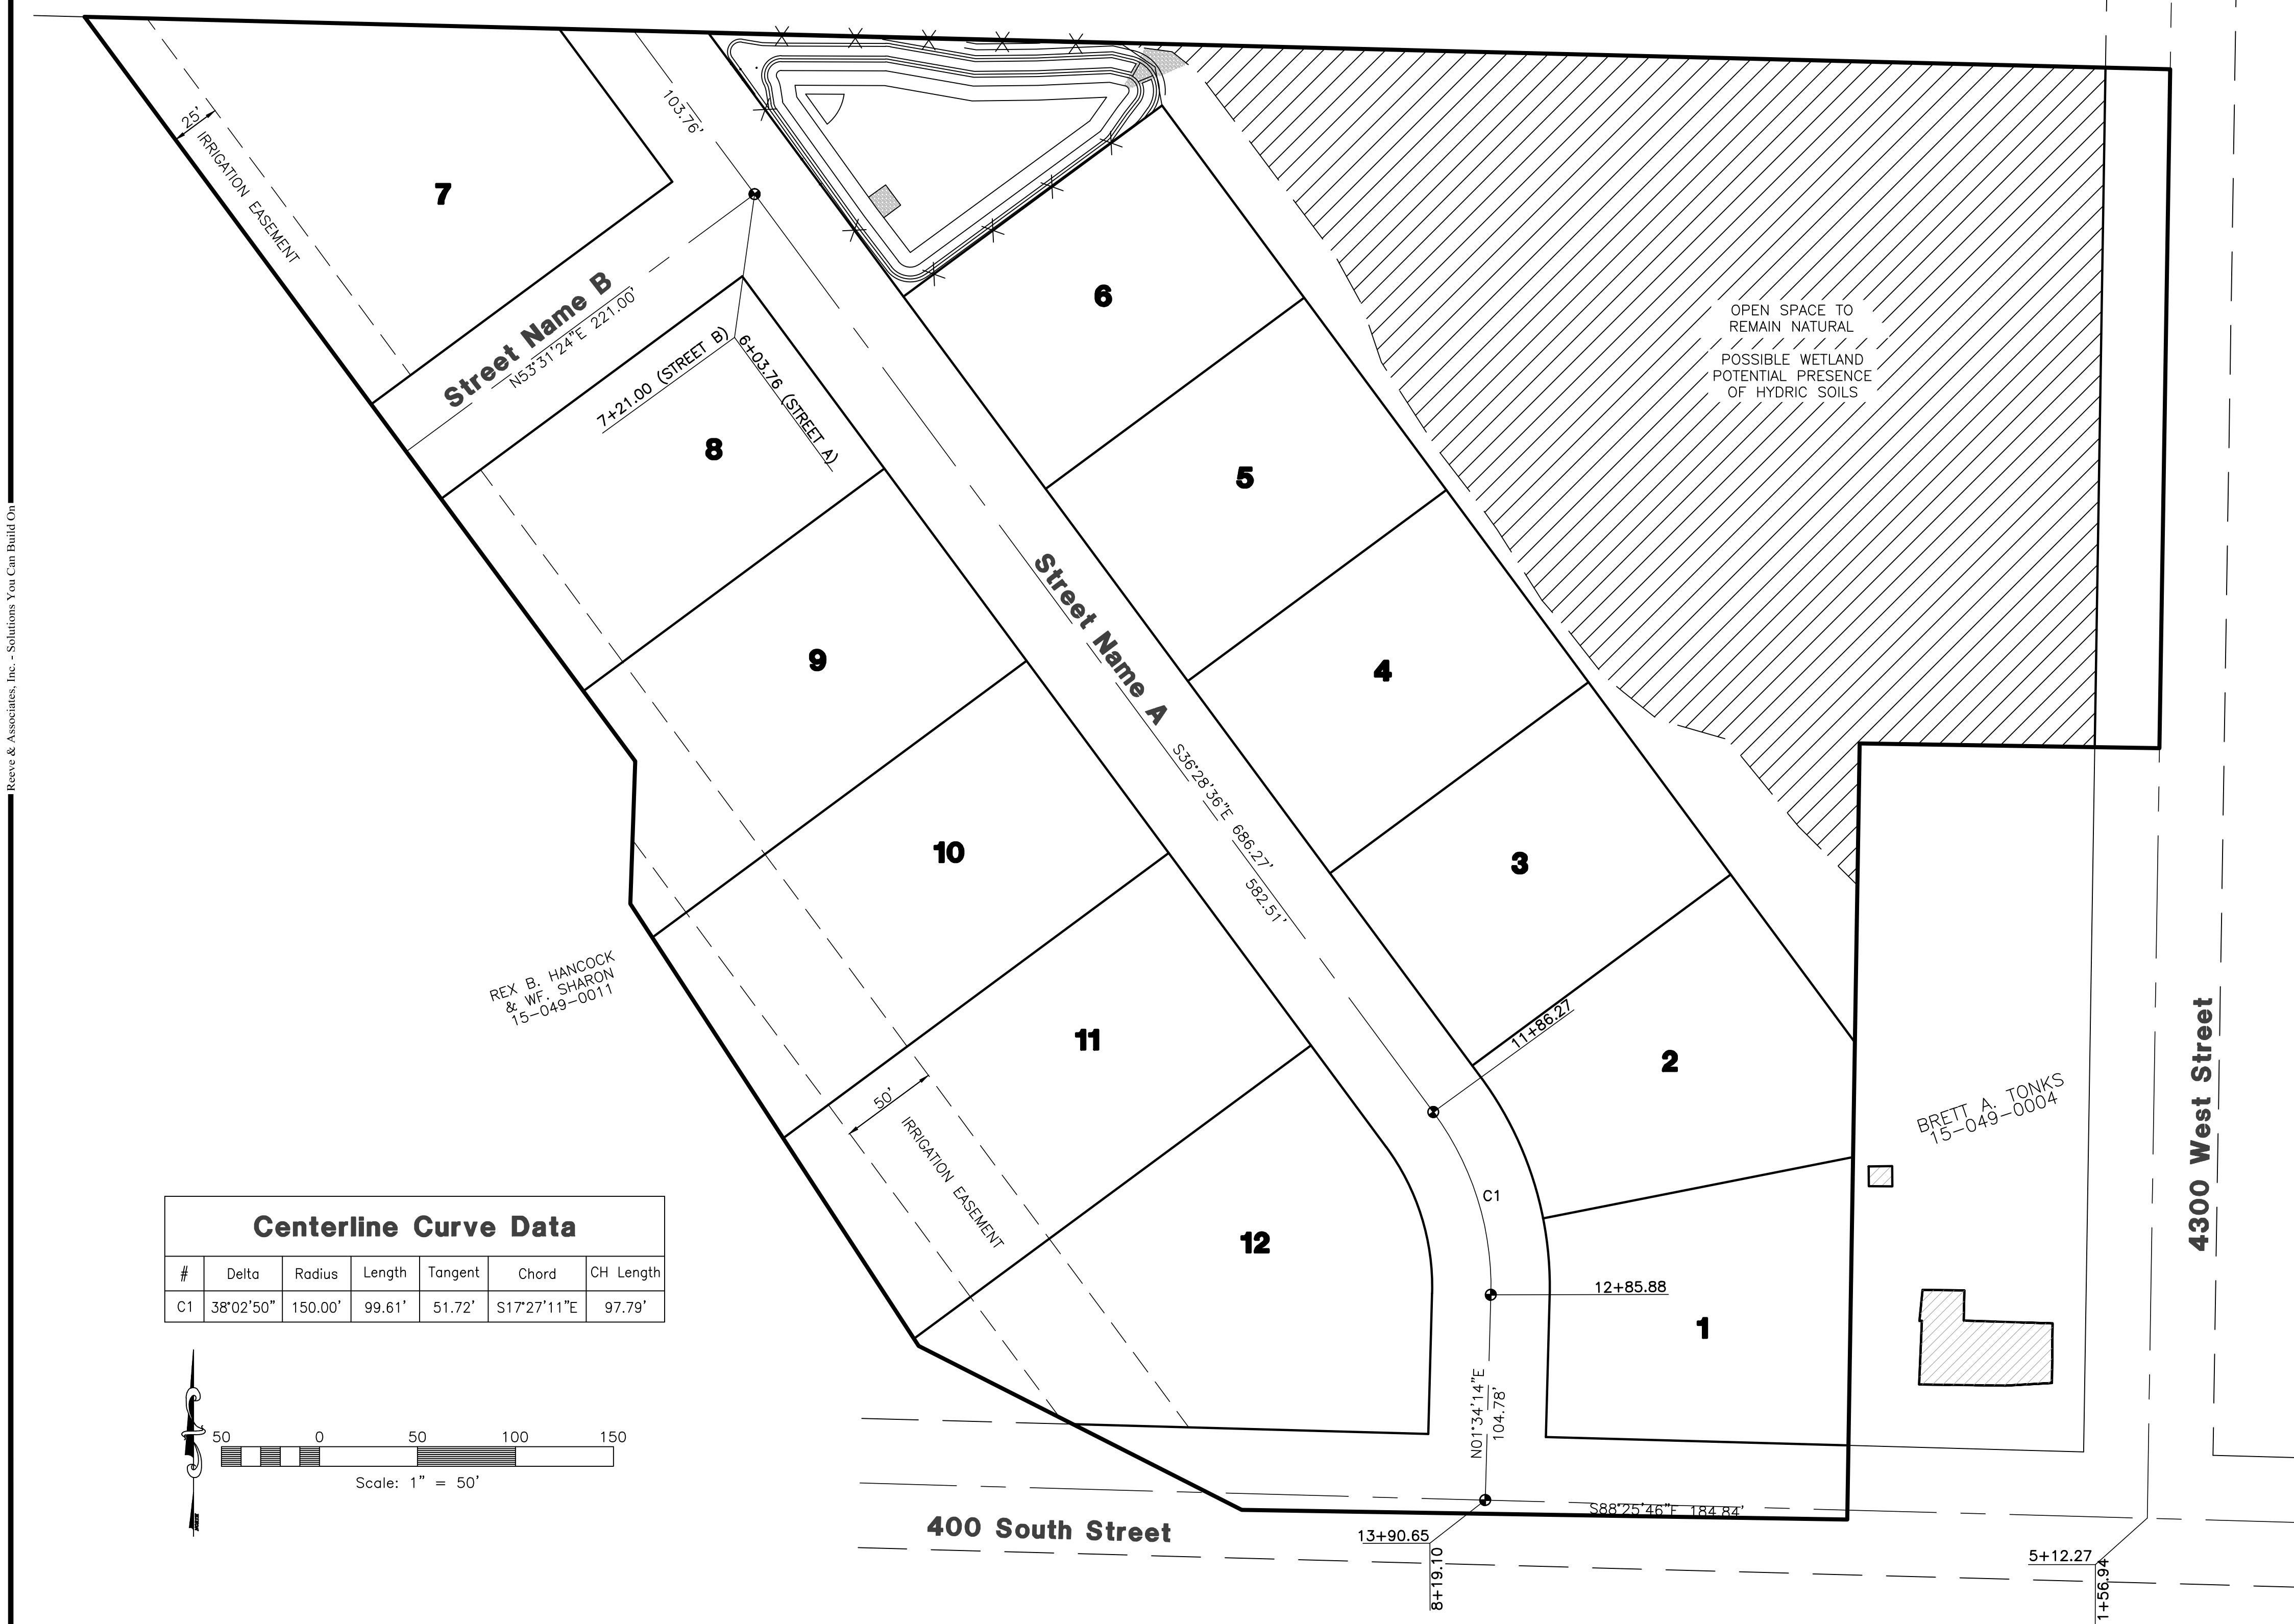 Reeve & Associates, Inc. - Solutions You Can Build On
103.76'
25'
IRRIGATION EASEMENT
7
6
OPEN SPACE TO
REMAIN NATURAL
POSSIBLE WETLAND
POTENTIAL PRESENCE
OF HYDRIC SOILS
Street Name B
N53°31'24"E 221.00'
7+21.00 (STREET B)
6+03.76 (STREET A)
8
5
9
Street Name A
4
S36°28'36"E 686.27'
582.51'
10
3
REX B. HANCOCK
& WF. SHARON
15-049-0011
11
11+86.27
2
BRETT A. TONKS
15-049-0004
4300 West Street
50'
IRRIGATION EASEMENT
C1
12
12+85.88
1
Centerline Curve Data
# Delta Radius Length Tangent Chord CH Length
C1 38°02'50" 150.00' 99.61' 51.72' S17°27'11"E 97.79'
50 0 50 100 150
Scale: 1" = 50'
N01°34'14"E
104.78'
S88°25'46"E 184.84'
400 South Street
13+90.65
8+19.10
5+12.27
1+56.94